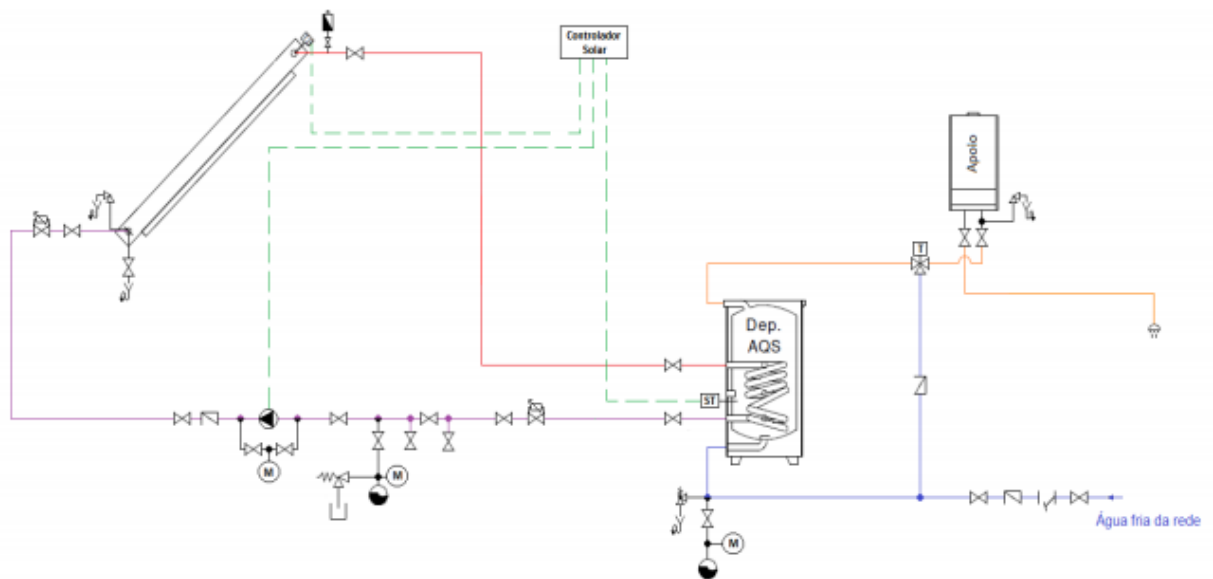 Controlador
Solar
Apoio
T
Dep.
AQS
ST
M
M
M
Água fria da rede